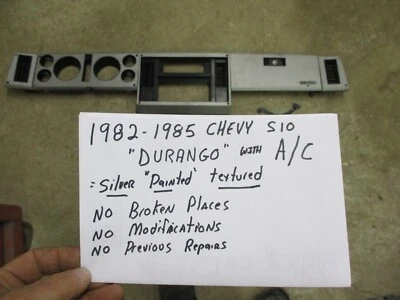 1982-1985 CHEVY S10
"DURANGO" WITH A/C
= Silver "Painted" textured
NO Broken Places
NO Modifications
NO Previous Repairs